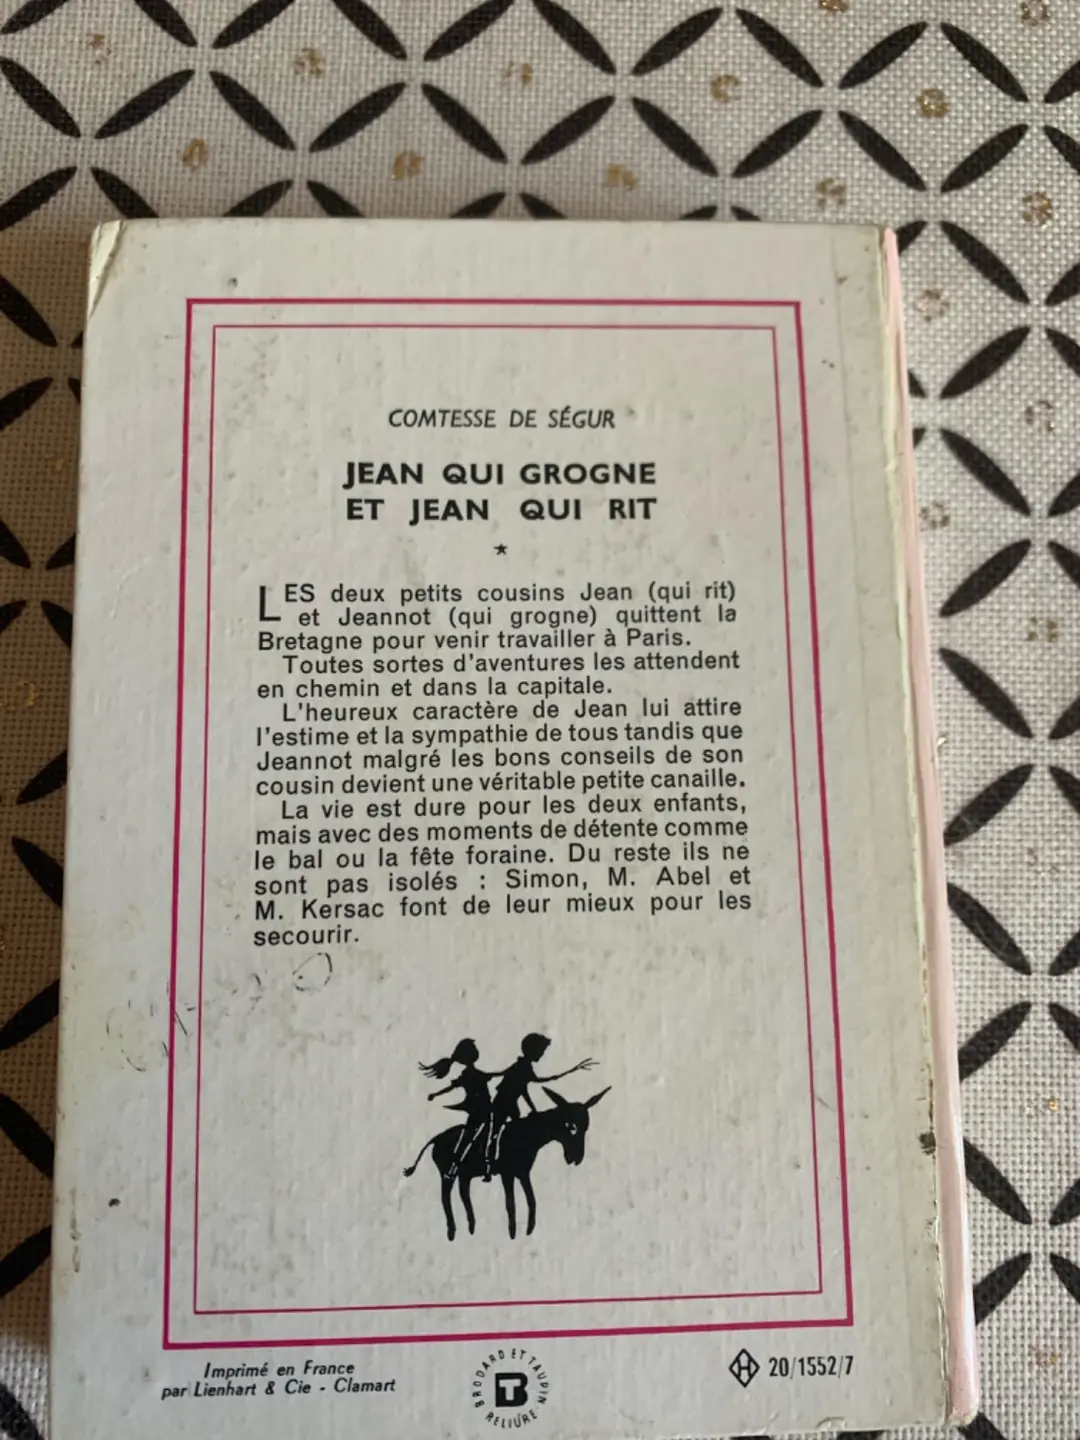 COMTESSE DE SÉGUR
JEAN QUI GROGNE
ET JEAN QUI RIT
★
LES deux petits cousins Jean (qui rit)
et Jeannot (qui grogne) quittent la
Bretagne pour venir travailler à Paris.
Toutes sortes d'aventures les attendent
en chemin et dans la capitale.
L'heureux caractère de Jean lui attire
l'estime et la sympathie de tous tandis que
Jeannot malgré les bons conseils de son
cousin devient une véritable petite canaille.
La vie est dure pour les deux enfants,
mais avec des moments de détente comme
le bal ou la fête foraine. Du reste ils ne
sont pas isolés : Simon, M. Abel et
M. Kersac font de leur mieux pour les
secourir.
Imprimé en France
par Lienhart & Cie - Clamart
BRODARD ET TAUPIN
BT
RELIURE
H 20/1552/7